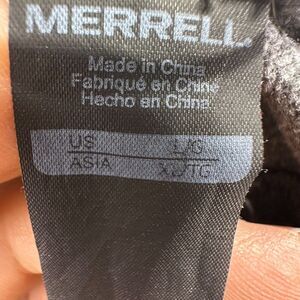 MERRELL
Made in China
Fabriqué en Chine
Hecho en China
US L/G
ASIA XL/TG